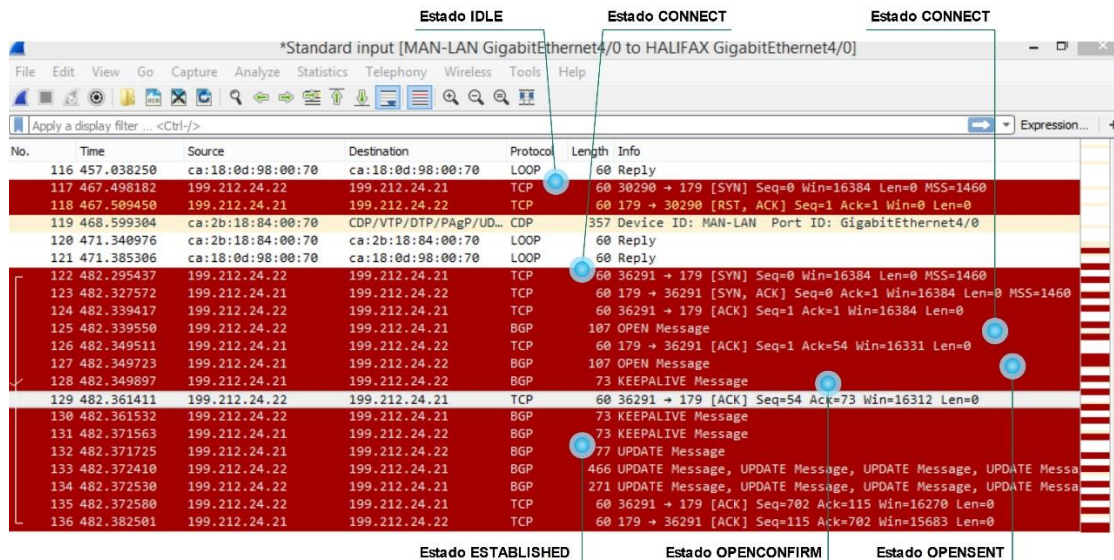 Estado IDLE Estado CONNECT Estado CONNECT
*Standard input [MAN-LAN GigabitEthernet4/0 to HALIFAX GigabitEthernet4/0]
File Edit View Go Capture Analyze Statistics Telephony Wireless Tools Help
Apply a display filter ... <Ctrl-/> Expression... +
No. Time Source Destination Protocol Length Info
116 457.038250 ca:18:0d:98:00:70 ca:18:0d:98:00:70 LOOP 60 Reply
117 467.498182 199.212.24.22 199.212.24.21 TCP 60 30290 → 179 [SYN] Seq=0 Win=16384 Len=0 MSS=1460
118 467.509450 199.212.24.21 199.212.24.22 TCP 60 179 → 30290 [RST, ACK] Seq=1 Ack=1 Win=0 Len=0
119 468.599304 ca:2b:18:84:00:70 CDP/VTP/DTP/PAgP/UD... CDP 357 Device ID: MAN-LAN Port ID: GigabitEthernet4/0
120 471.340976 ca:2b:18:84:00:70 ca:2b:18:84:00:70 LOOP 60 Reply
121 471.385306 ca:18:0d:98:00:70 ca:18:0d:98:00:70 LOOP 60 Reply
122 482.295437 199.212.24.22 199.212.24.21 TCP 60 36291 → 179 [SYN] Seq=0 Win=16384 Len=0 MSS=1460
123 482.327572 199.212.24.21 199.212.24.22 TCP 60 179 → 36291 [SYN, ACK] Seq=0 Ack=1 Win=16384 Len=0 MSS=1460
124 482.339417 199.212.24.22 199.212.24.21 TCP 60 36291 → 179 [ACK] Seq=1 Ack=1 Win=16384 Len=0
125 482.339550 199.212.24.22 199.212.24.21 BGP 107 OPEN Message
126 482.349511 199.212.24.21 199.212.24.22 TCP 60 179 → 36291 [ACK] Seq=1 Ack=54 Win=16331 Len=0
127 482.349723 199.212.24.21 199.212.24.22 BGP 107 OPEN Message
128 482.349897 199.212.24.21 199.212.24.22 BGP 73 KEEPALIVE Message
129 482.361411 199.212.24.22 199.212.24.21 TCP 60 36291 → 179 [ACK] Seq=54 Ack=73 Win=16312 Len=0
130 482.361532 199.212.24.22 199.212.24.21 BGP 73 KEEPALIVE Message
131 482.371563 199.212.24.21 199.212.24.22 BGP 73 KEEPALIVE Message
132 482.371725 199.212.24.21 199.212.24.22 BGP 77 UPDATE Message
133 482.372410 199.212.24.22 199.212.24.21 BGP 466 UPDATE Message, UPDATE Message, UPDATE Message, UPDATE Messa
134 482.372530 199.212.24.22 199.212.24.21 BGP 271 UPDATE Message, UPDATE Message, UPDATE Message, UPDATE Messa
135 482.372580 199.212.24.22 199.212.24.21 TCP 60 36291 → 179 [ACK] Seq=702 Ack=115 Win=16270 Len=0
136 482.382501 199.212.24.21 199.212.24.22 TCP 60 179 → 36291 [ACK] Seq=115 Ack=702 Win=15683 Len=0
Estado ESTABLISHED Estado OPENCONFIRM Estado OPENSENT